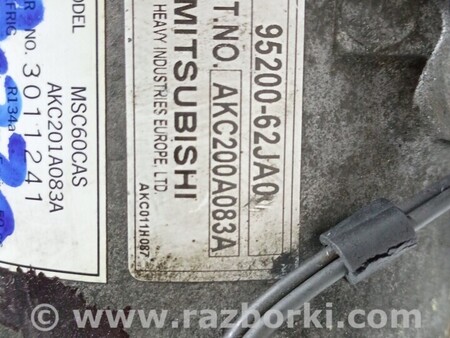 95200-62JA0
T.NO. AKC200A083A
MITSUBISHI
HEAVY INDUSTRIES EUROPE, LTD.
AKC011H087
ODEL MSC60CAS
AKC201A083A
R NO. 3011241
FRIG R134a
www.razborki.com